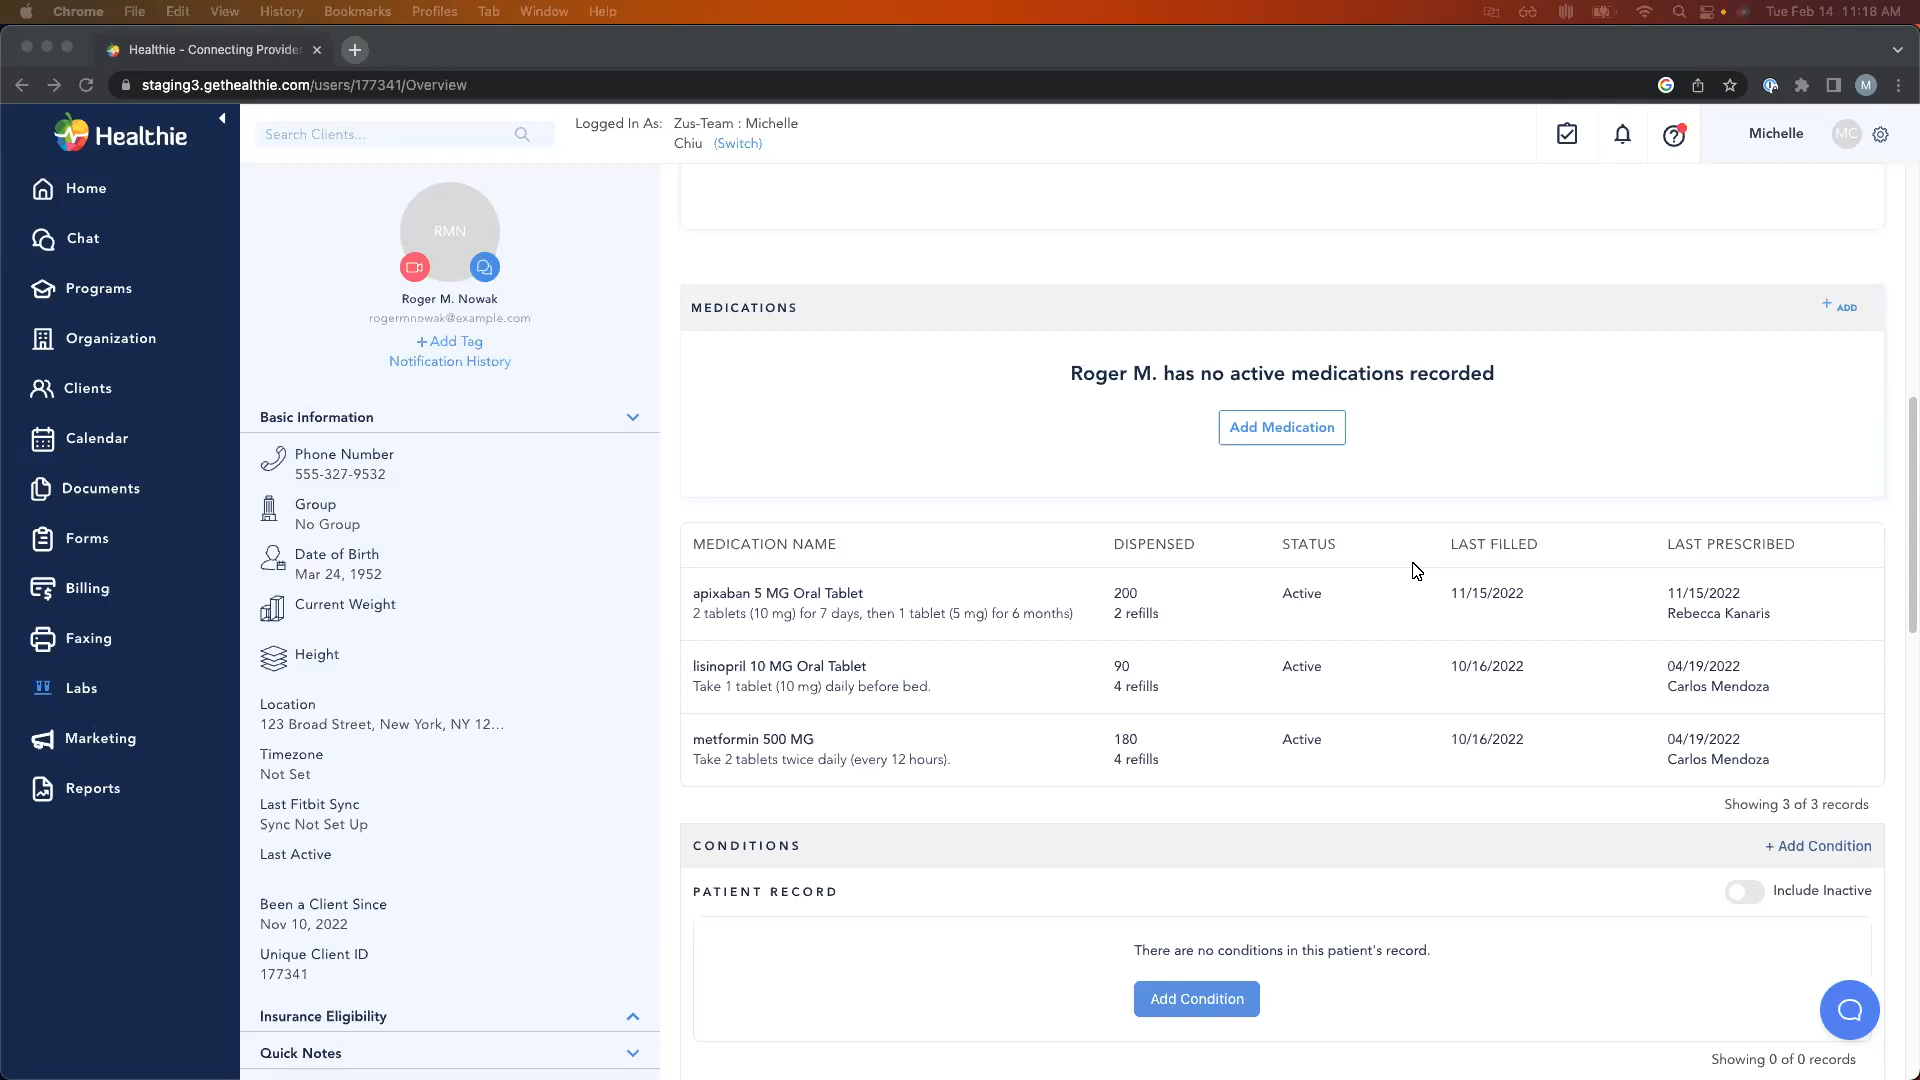 Chrome File Edit View History Bookmarks Profiles Tab Window Help
Tue Feb 14 11:18 AM
Healthie - Connecting Provide
staging3.gethealthie.com/users/177341/Overview
M
Healthie
Search Clients...
Logged In As: Zus-Team : Michelle
Chiu (Switch)
Michelle
MC
Home
Chat
Programs
Organization
Clients
Calendar
Documents
Forms
Billing
Faxing
Labs
Marketing
Reports
RMN
Roger M. Nowak
rogermnowak@example.com
+ Add Tag
Notification History
Basic Information
Phone Number
555-327-9532
Group
No Group
Date of Birth
Mar 24, 1952
Current Weight
Height
Location
123 Broad Street, New York, NY 12...
Timezone
Not Set
Last Fitbit Sync
Sync Not Set Up
Last Active
Been a Client Since
Nov 10, 2022
Unique Client ID
177341
Insurance Eligibility
Quick Notes
MEDICATIONS
+ ADD
Roger M. has no active medications recorded
Add Medication
MEDICATION NAME DISPENSED STATUS LAST FILLED LAST PRESCRIBED
apixaban 5 MG Oral Tablet 200 Active 11/15/2022 11/15/2022
2 tablets (10 mg) for 7 days, then 1 tablet (5 mg) for 6 months) 2 refills Rebecca Kanaris
lisinopril 10 MG Oral Tablet 90 Active 10/16/2022 04/19/2022
Take 1 tablet (10 mg) daily before bed. 4 refills Carlos Mendoza
metformin 500 MG 180 Active 10/16/2022 04/19/2022
Take 2 tablets twice daily (every 12 hours). 4 refills Carlos Mendoza
Showing 3 of 3 records
CONDITIONS
+ Add Condition
PATIENT RECORD
Include Inactive
There are no conditions in this patient's record.
Add Condition
Showing 0 of 0 records